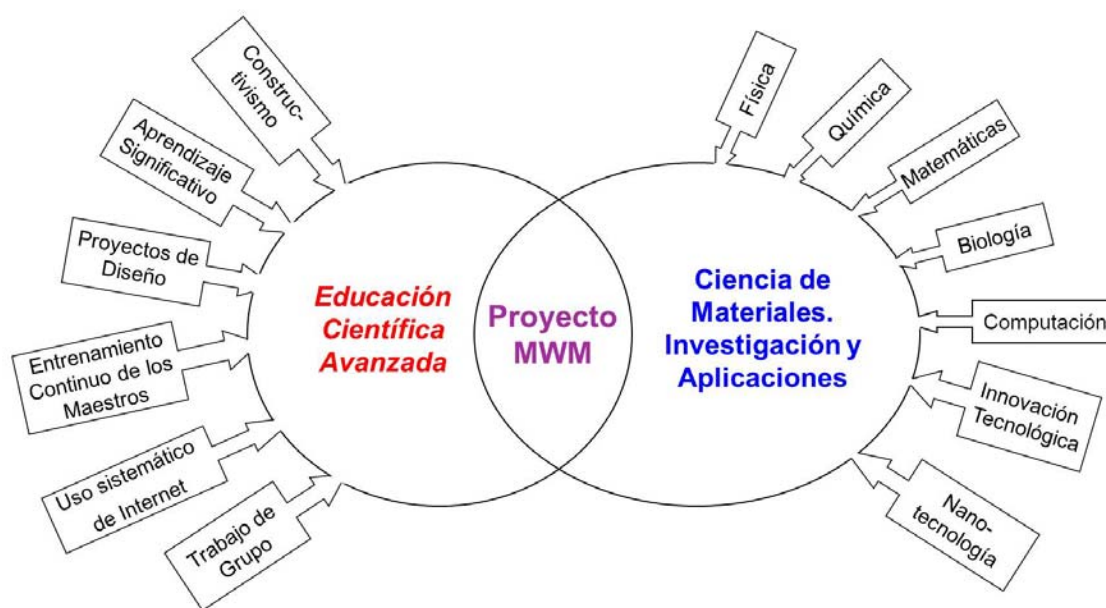 Construc-
tivismo
Aprendizaje
Significativo
Proyectos de
Diseño
Entrenamiento
Continuo de los
Maestros
Uso sistemático
de Internet
Trabajo de
Grupo
Educación
Científica
Avanzada
Proyecto
MWM
Ciencia de
Materiales.
Investigación y
Aplicaciones
Física
Química
Matemáticas
Biología
Computación
Innovación
Tecnológica
Nano-
tecnología